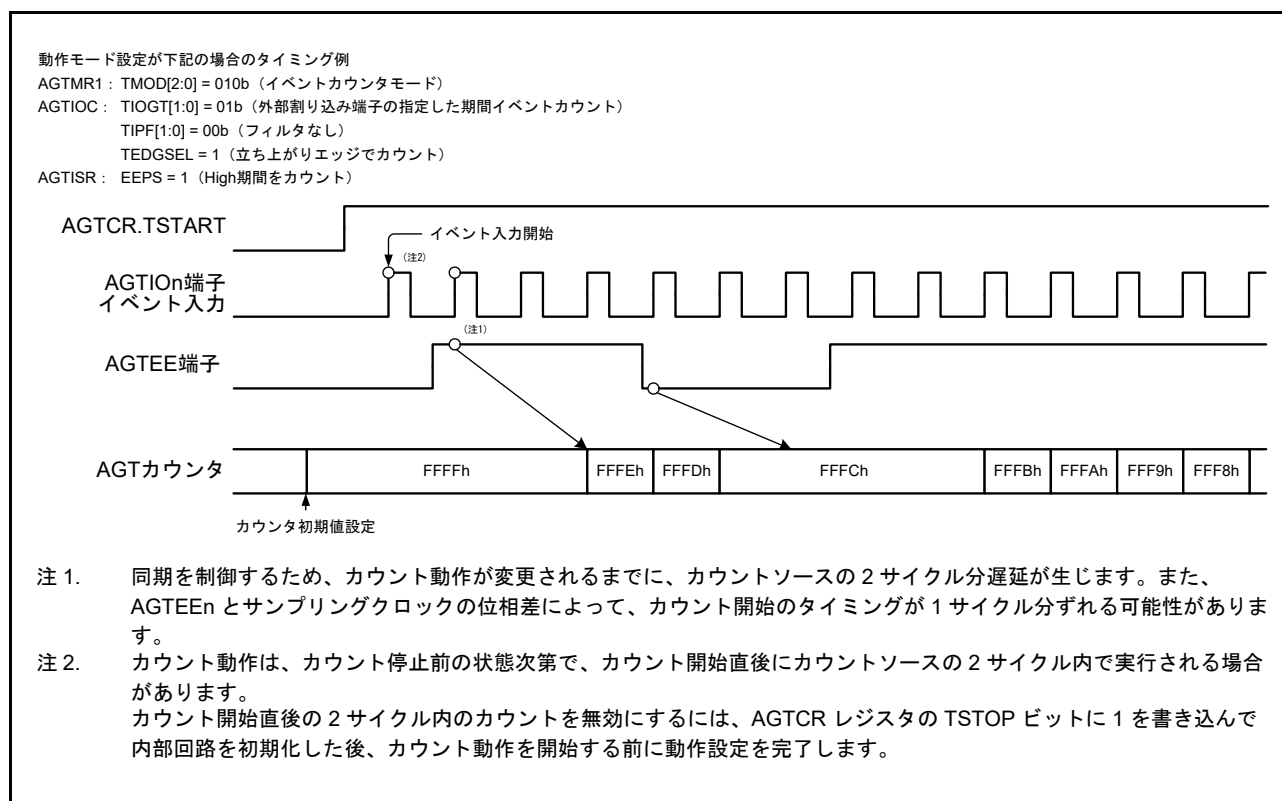 動作モード設定が下記の場合のタイミング例
AGTMR1： TMOD[2:0] = 010b（イベントカウンタモード）
AGTIOC： TIOGT[1:0] = 01b（外部割り込み端子の指定した期間イベントカウント）
TIPF[1:0] = 00b（フィルタなし）
TEDGSEL = 1（立ち上がりエッジでカウント）
AGTISR： EEPS = 1（High期間をカウント）
AGTCR.TSTART
イベント入力開始
（注2）
AGTIOn端子
イベント入力
（注1）
AGTEE端子
AGTカウンタ
FFFFh FFFEh FFFDh FFFCh FFFBh FFFAh FFF9h FFF8h
カウンタ初期値設定
注 1. 同期を制御するため、カウント動作が変更されるまでに、カウントソースの 2 サイクル分遅延が生じます。また、
AGTEEn とサンプリングクロックの位相差によって、カウント開始のタイミングが 1 サイクル分ずれる可能性がありま
す。
注 2. カウント動作は、カウント停止前の状態次第で、カウント開始直後にカウントソースの 2 サイクル内で実行される場合
があります。
カウント開始直後の 2 サイクル内のカウントを無効にするには、AGTCR レジスタの TSTOP ビットに 1 を書き込んで
内部回路を初期化した後、カウント動作を開始する前に動作設定を完了します。